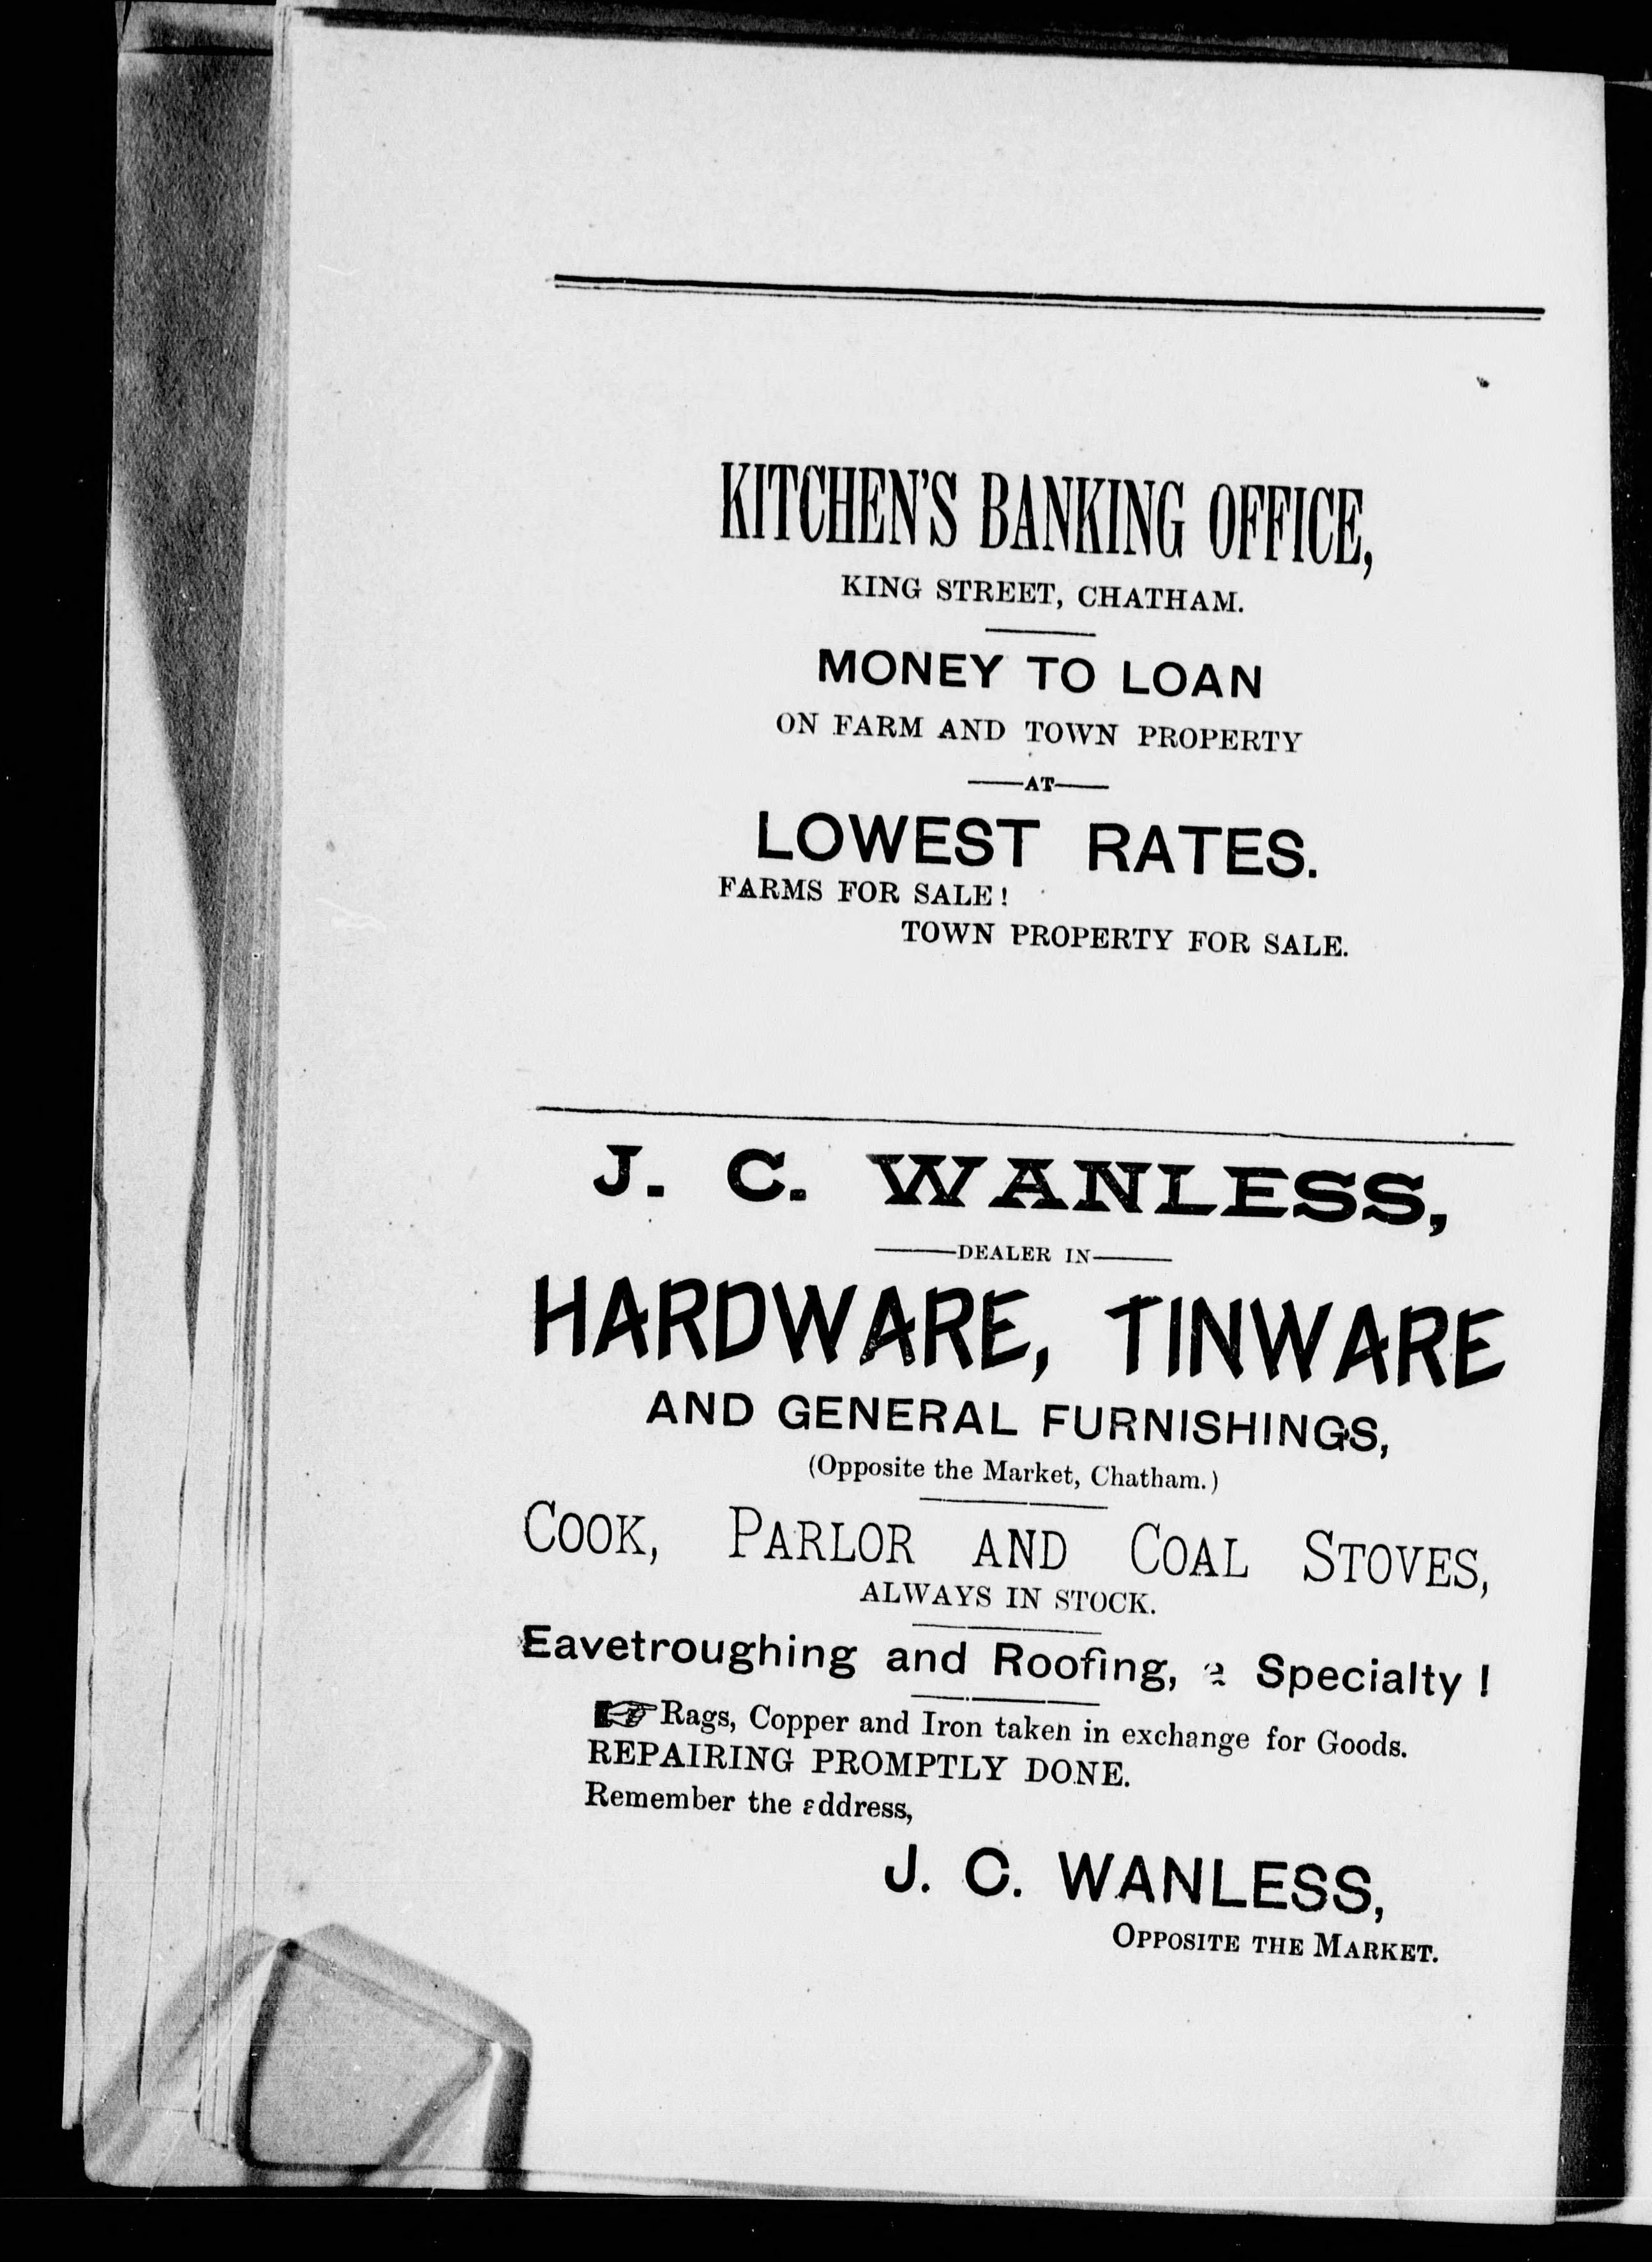 KITCHEN'S BANKING OFFICE,
KING STREET, CHATHAM.
MONEY TO LOAN
ON FARM AND TOWN PROPERTY
AT
LOWEST RATES.
FARMS FOR SALE!
TOWN PROPERTY FOR SALE.
J. C. WANLESS,
DEALER IN
HARDWARE, TINWARE
AND GENERAL FURNISHINGS,
(Opposite the Market, Chatham.)
COOK, PARLOR AND COAL STOVES,
ALWAYS IN STOCK.
Eavetroughing and Roofing, a Specialty!
☞Rags, Copper and Iron taken in exchange for Goods.
REPAIRING PROMPTLY DONE.
Remember the address,
J. C. WANLESS,
OPPOSITE THE MARKET.